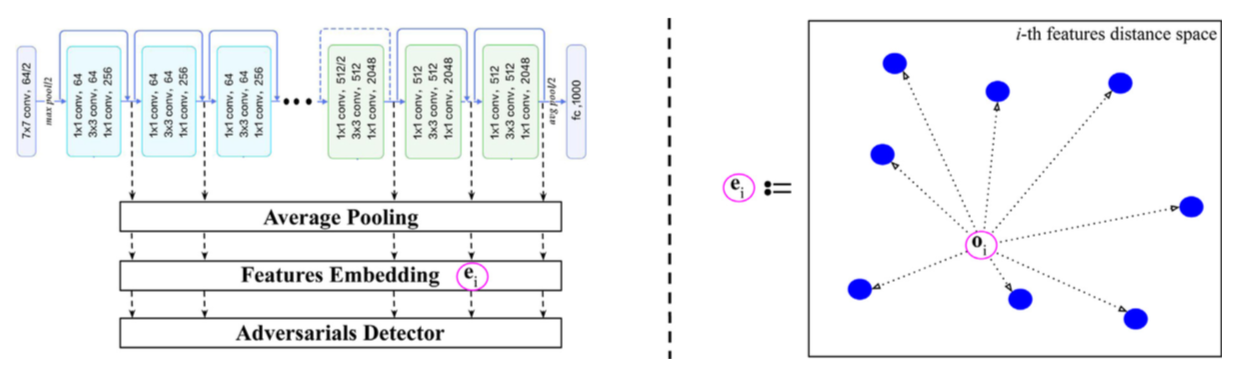 7x7 conv, 64/2
max pool/2
1x1 conv, 64
3x3 conv, 64
1x1 conv, 256
1x1 conv, 64
3x3 conv, 64
1x1 conv, 256
1x1 conv, 64
3x3 conv, 64
1x1 conv, 256
1x1 conv, 512/2
3x3 conv, 512
1x1 conv, 2048
1x1 conv, 512
3x3 conv, 512
1x1 conv, 2048
1x1 conv, 512
3x3 conv, 512
1x1 conv, 2048
avg pool/2
fc ,1000
Average Pooling
Features Embedding ei
Adversarials Detector
ei :=
i-th features distance space
oi